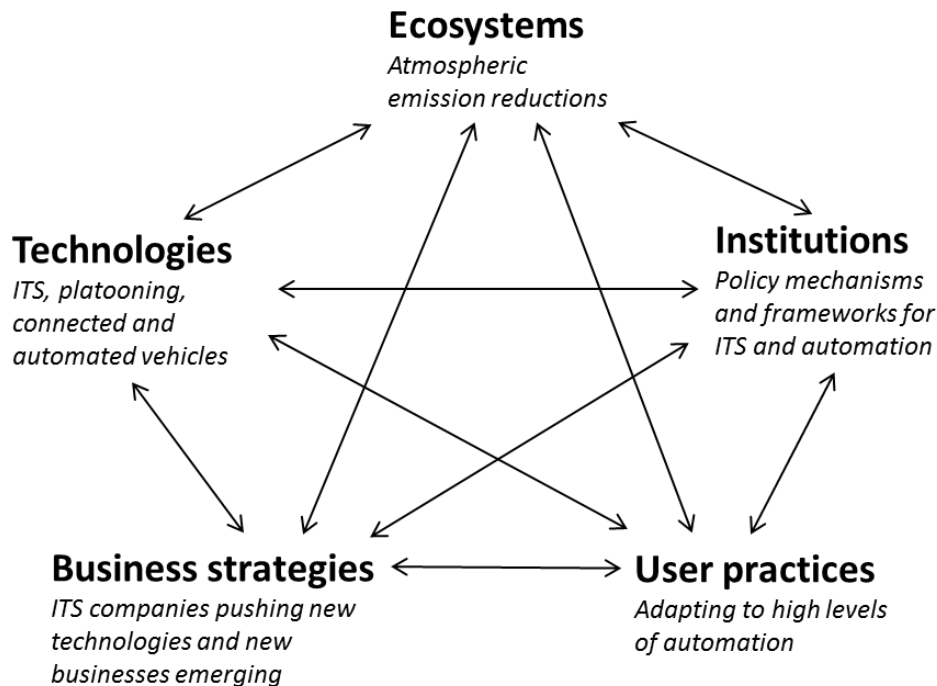 Ecosystems
Atmospheric
emission reductions
Technologies
ITS, platooning,
connected and
automated vehicles
Institutions
Policy mechanisms
and frameworks for
ITS and automation
Business strategies
ITS companies pushing new
technologies and new
businesses emerging
User practices
Adapting to high levels
of automation